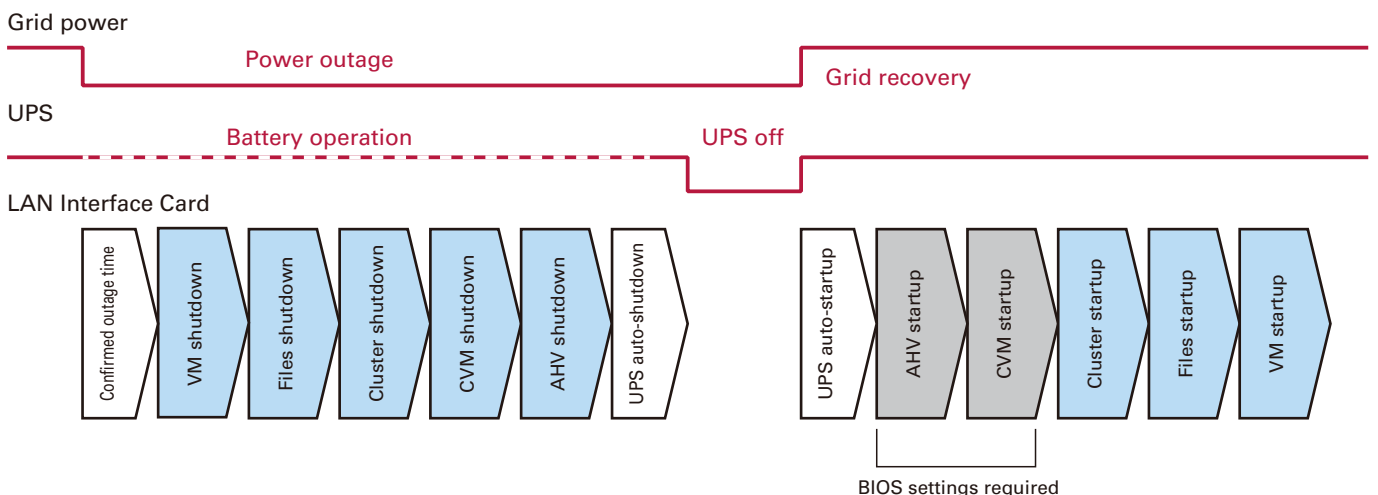 Grid power
Power outage
Grid recovery
UPS
Battery operation
UPS off
LAN Interface Card
Confirmed outage time
VM shutdown
Files shutdown
Cluster shutdown
CVM shutdown
AHV shutdown
UPS auto-shutdown
UPS auto-startup
AHV startup
CVM startup
Cluster startup
Files startup
VM startup
BIOS settings required